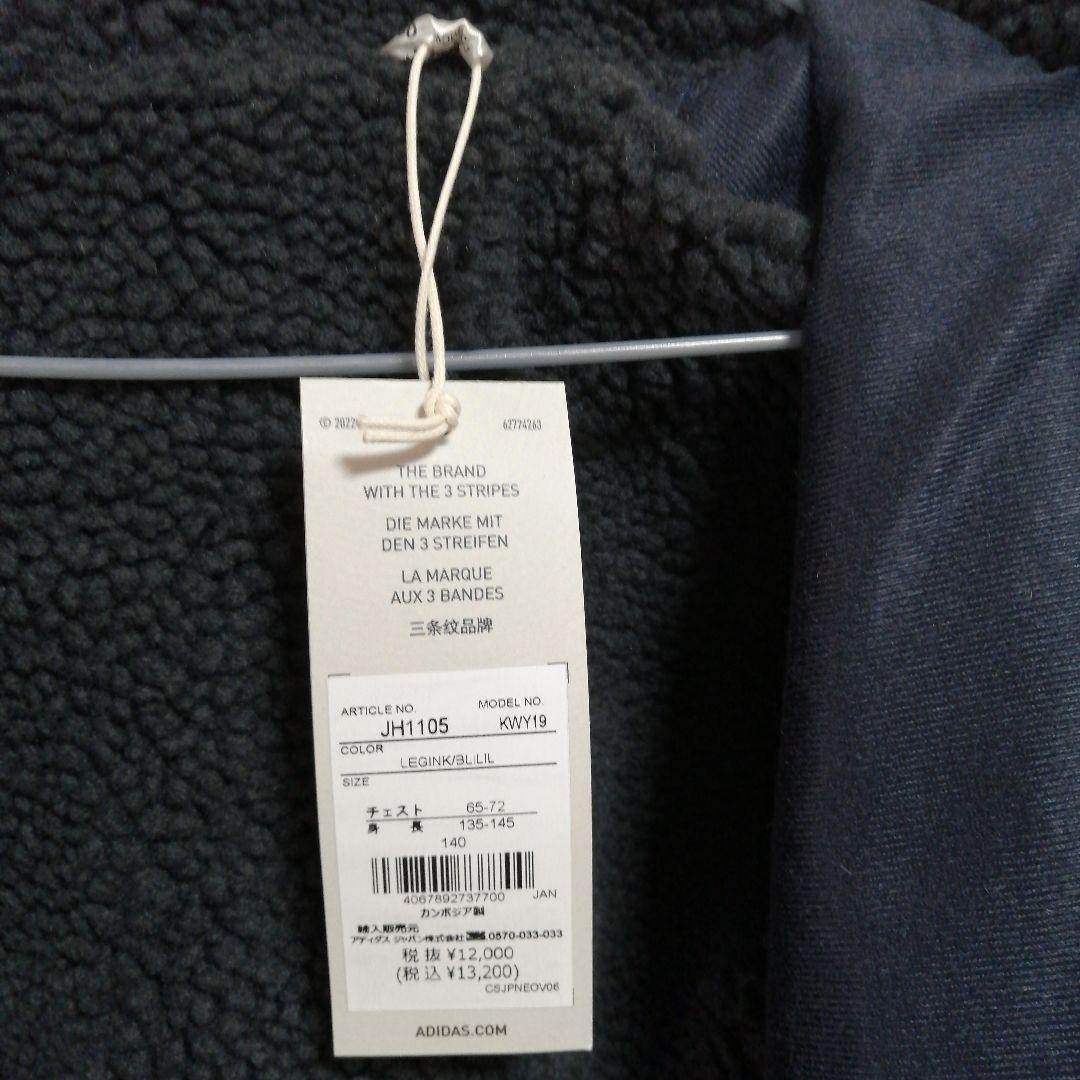 © 2022
62774263
THE BRAND
WITH THE 3 STRIPES
DIE MARKE MIT
DEN 3 STREIFEN
LA MARQUE
AUX 3 BANDES
三条纹品牌
ARTICLE NO. MODEL NO.
JH1105 KWY19
COLOR
LEGINK/BLILIL
SIZE
チェスト 65-72
身 長 135-145
140
4067892737700 JAN
カンボジア製
輸入販売元
アディダス ジャパン株式会社 0570-033-033
税 抜 ¥12,000
(税 込 ¥13,200)
CSJPNEOV06
ADIDAS.COM